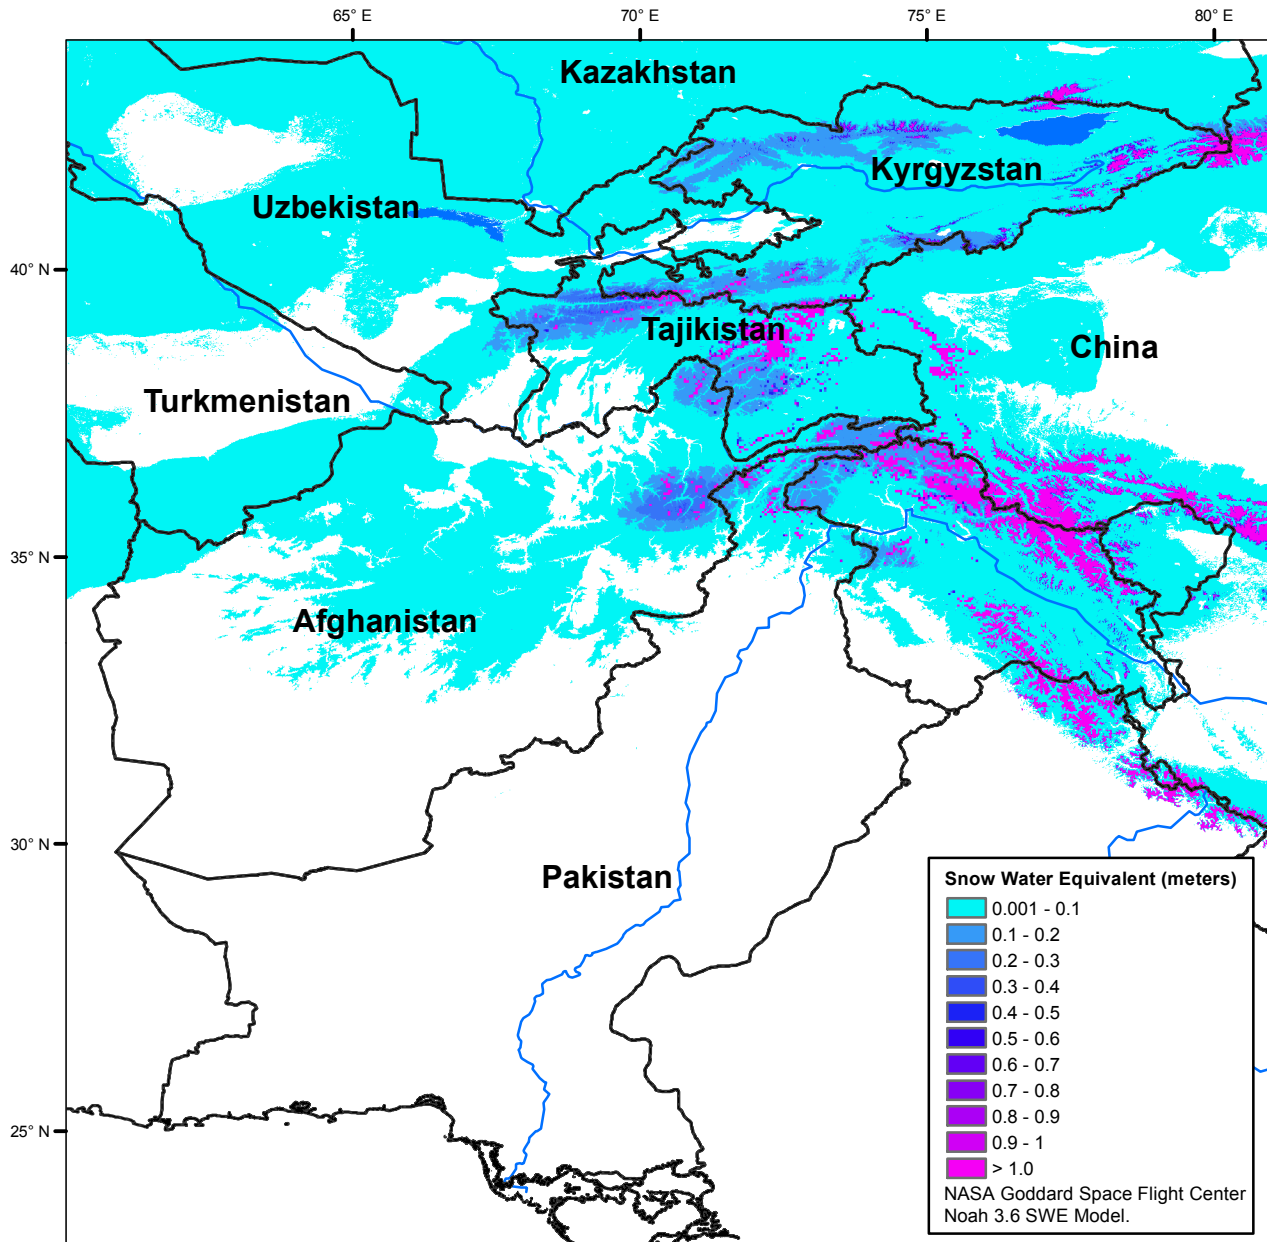 65° E
70° E
75° E
80° E
Kazakhstan
Kyrgyzstan
Uzbekistan
40° N
Tajikistan
China
Turkmenistan
35° N
Afghanistan
30° N
Pakistan
25° N
Snow Water Equivalent (meters)
0.001 - 0.1
0.1 - 0.2
0.2 - 0.3
0.3 - 0.4
0.4 - 0.5
0.5 - 0.6
0.6 - 0.7
0.7 - 0.8
0.8 - 0.9
0.9 - 1
> 1.0
NASA Goddard Space Flight Center
Noah 3.6 SWE Model.